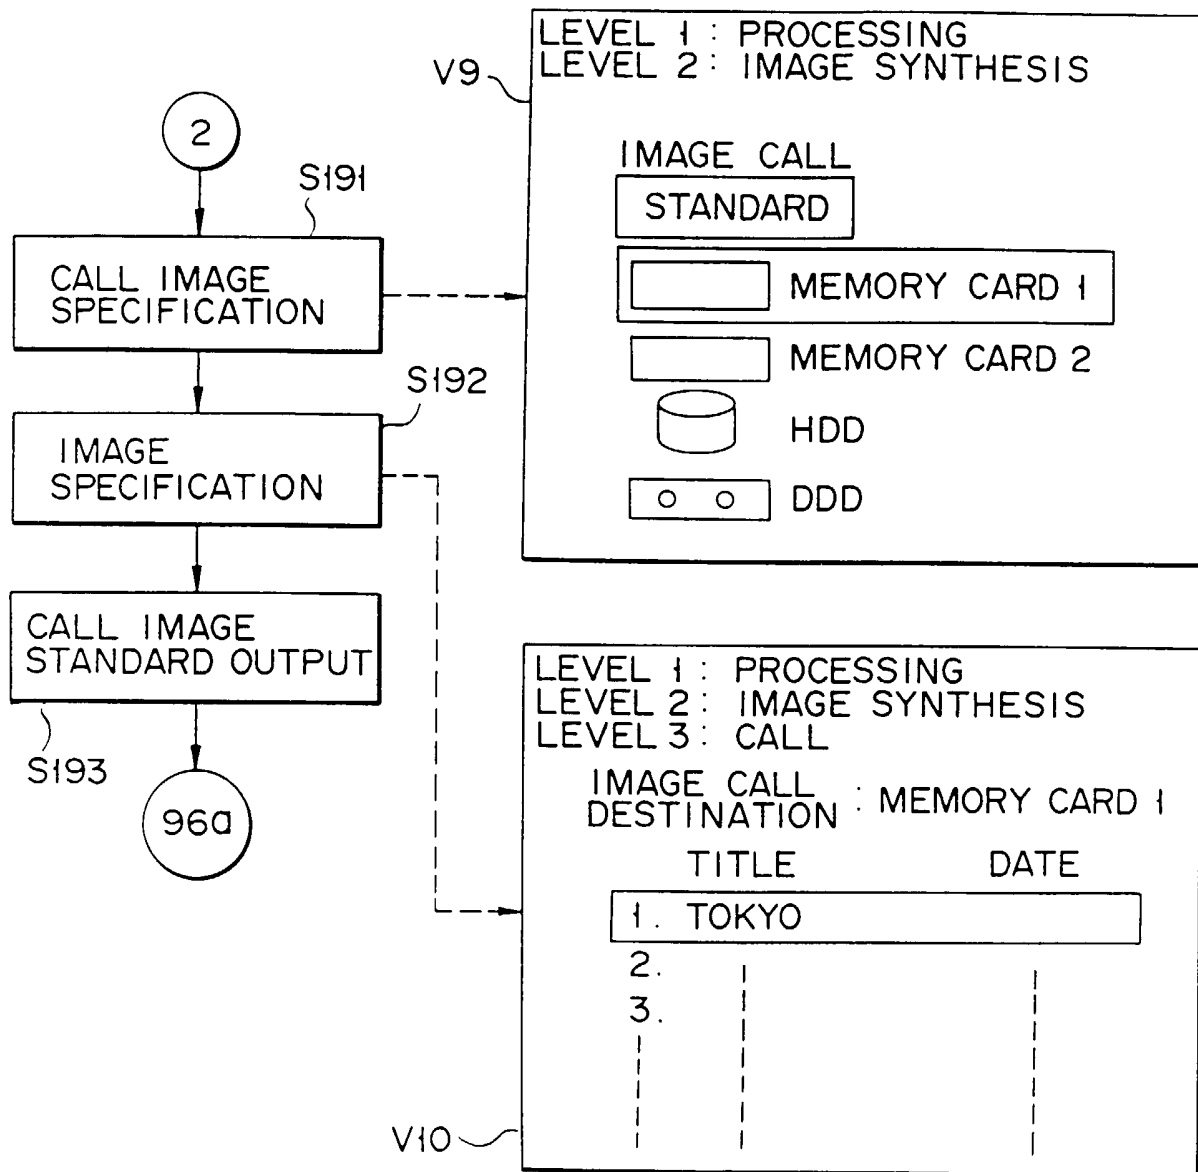 2
S191
CALL IMAGE
SPECIFICATION
S192
IMAGE
SPECIFICATION
CALL IMAGE
STANDARD OUTPUT
S193
96a
V9
LEVEL 1 : PROCESSING
LEVEL 2 : IMAGE SYNTHESIS
IMAGE CALL
STANDARD
MEMORY CARD 1
MEMORY CARD 2
HDD
DDD
V10
LEVEL 1 : PROCESSING
LEVEL 2 : IMAGE SYNTHESIS
LEVEL 3 : CALL
IMAGE CALL
DESTINATION : MEMORY CARD 1
TITLE DATE
1. TOKYO
2.
3.